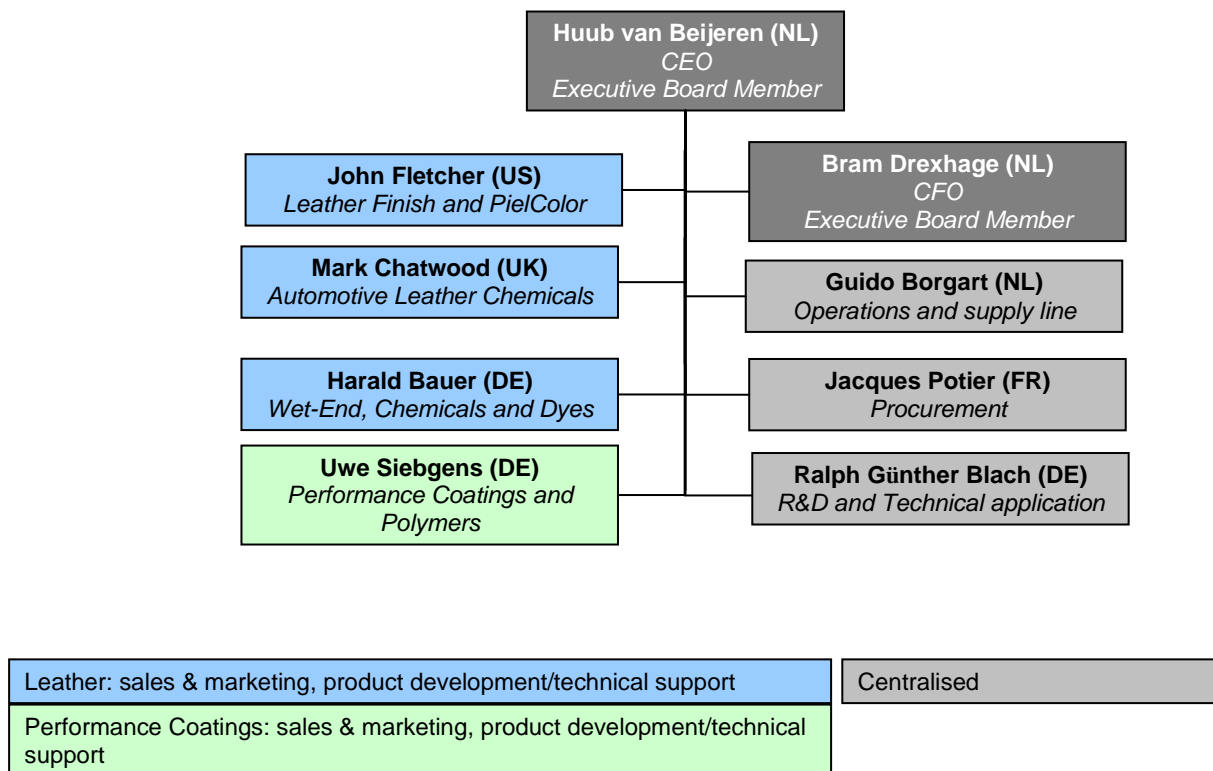 Huub van Beijeren (NL)
CEO
Executive Board Member
John Fletcher (US)
Leather Finish and PielColor
Bram Drexhage (NL)
CFO
Executive Board Member
Mark Chatwood (UK)
Automotive Leather Chemicals
Guido Borgart (NL)
Operations and supply line
Harald Bauer (DE)
Wet-End, Chemicals and Dyes
Jacques Potier (FR)
Procurement
Uwe Siebgens (DE)
Performance Coatings and
Polymers
Ralph Günther Blach (DE)
R&D and Technical application
Leather: sales & marketing, product development/technical support
Centralised
Performance Coatings: sales & marketing, product development/technical
support